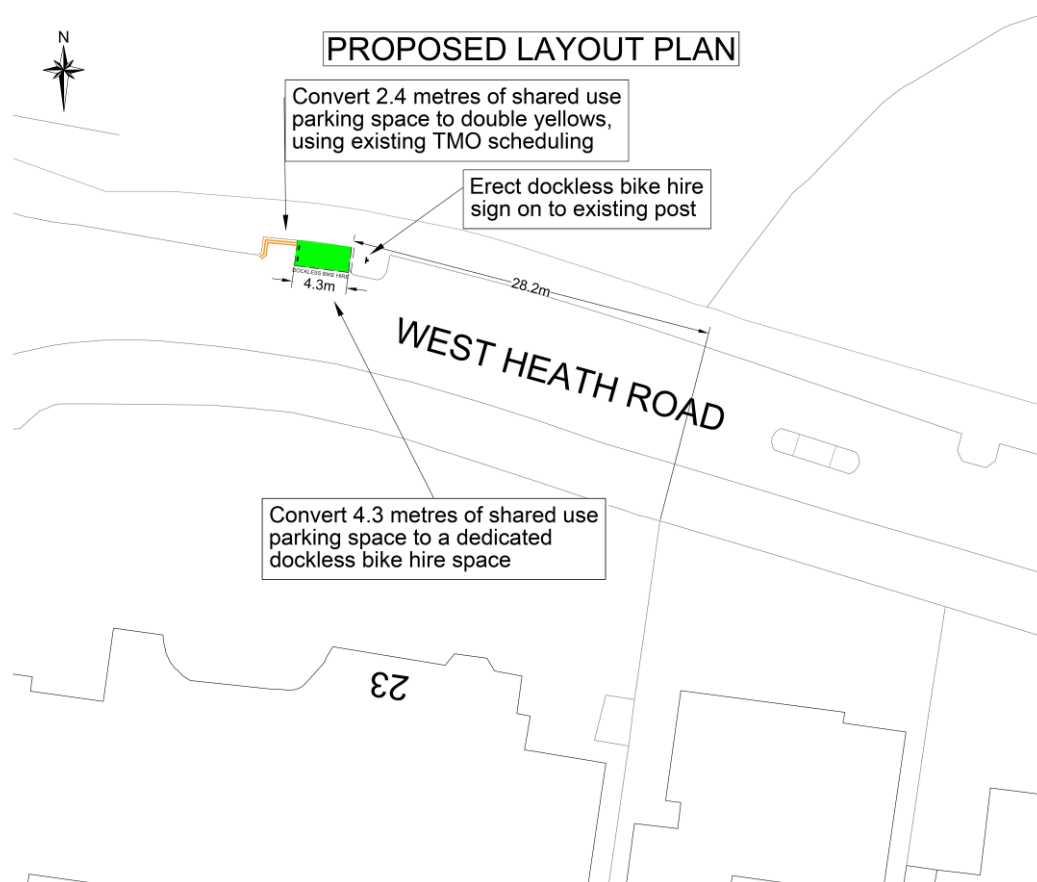 N
PROPOSED LAYOUT PLAN
Convert 2.4 metres of shared use
parking space to double yellows,
using existing TMO scheduling
Erect dockless bike hire
sign on to existing post
DOCKLESS BIKE HIRE
4.3m
28.2m
WEST HEATH ROAD
Convert 4.3 metres of shared use
parking space to a dedicated
dockless bike hire space
23